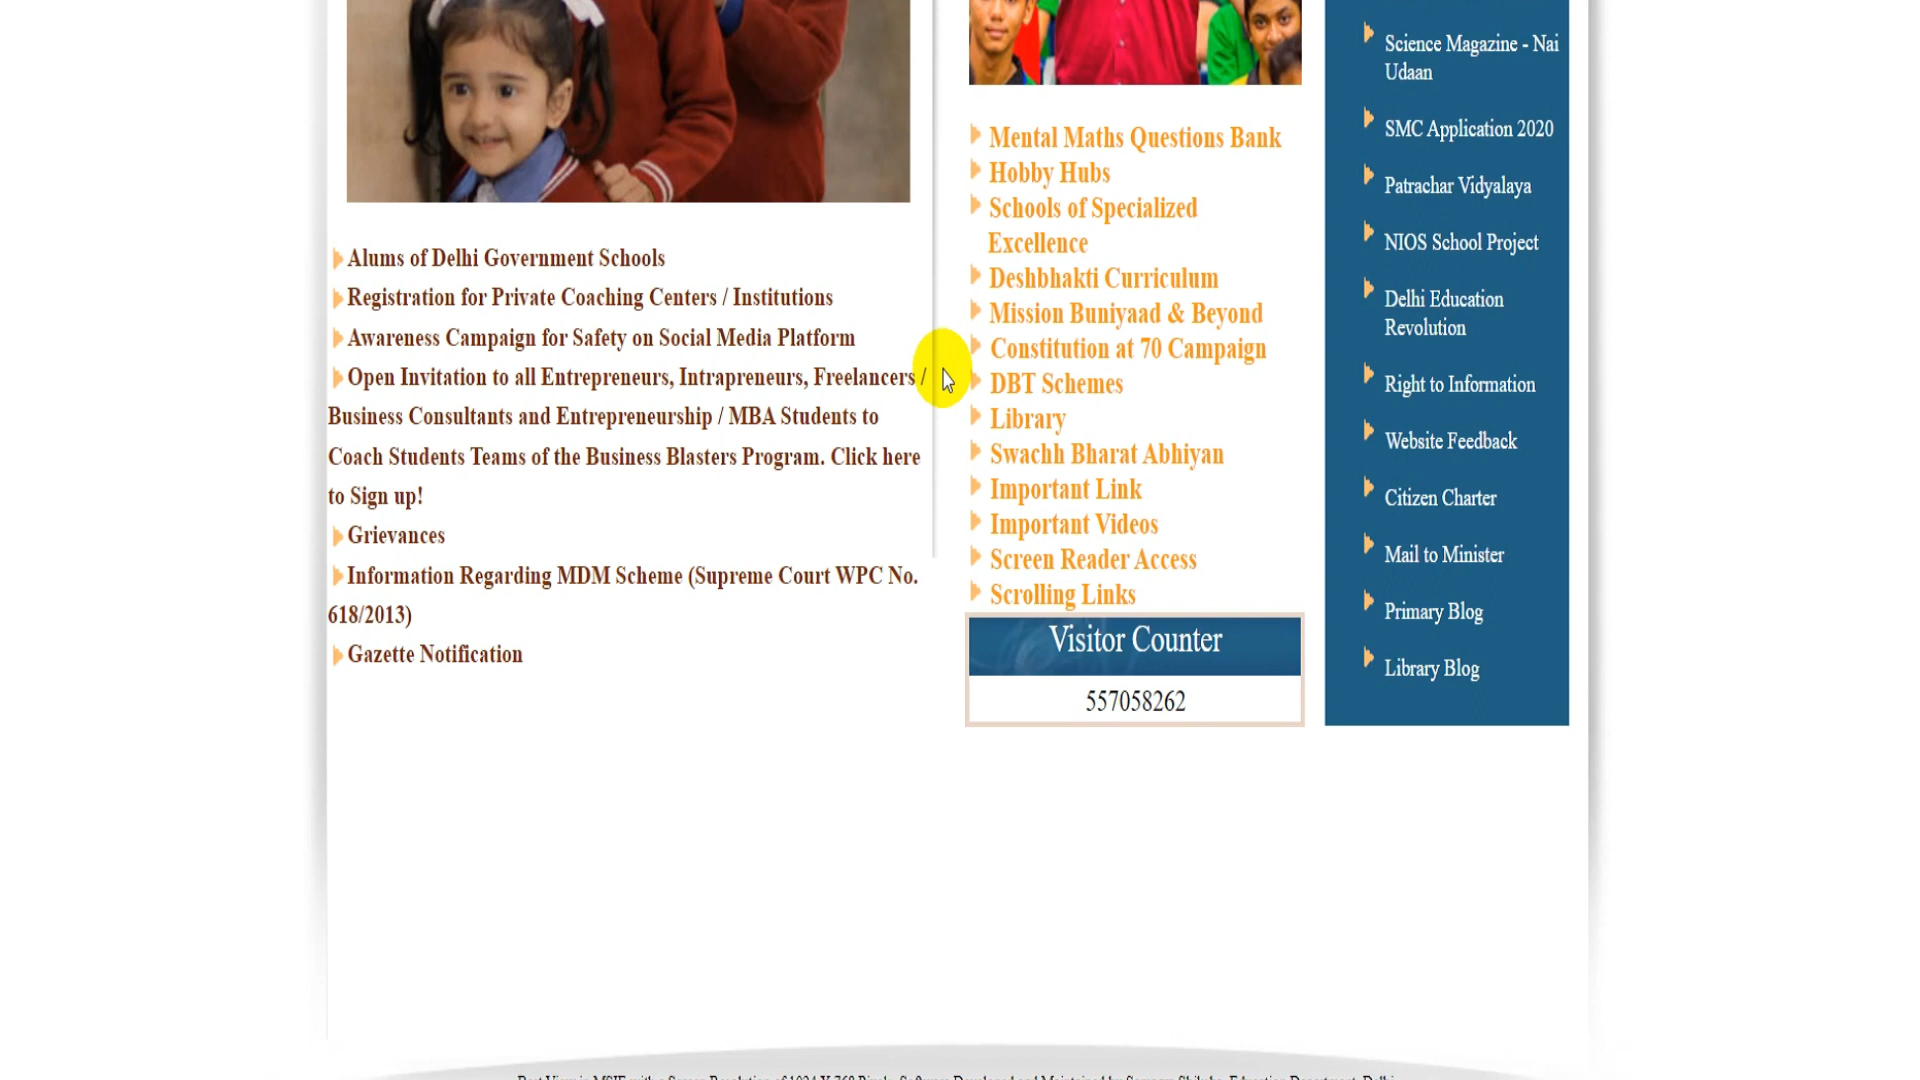 Alums of Delhi Government Schools
Registration for Private Coaching Centers / Institutions
Awareness Campaign for Safety on Social Media Platform
Open Invitation to all Entrepreneurs, Intrapreneurs, Freelancers /
Business Consultants and Entrepreneurship / MBA Students to
Coach Students Teams of the Business Blasters Program. Click here
to Sign up!
Grievances
Information Regarding MDM Scheme (Supreme Court WPC No.
618/2013)
Gazette Notification
Mental Maths Questions Bank
Hobby Hubs
Schools of Specialized
Excellence
Deshbhakti Curriculum
Mission Buniyaad & Beyond
Constitution at 70 Campaign
DBT Schemes
Library
Swachh Bharat Abhiyan
Important Link
Important Videos
Screen Reader Access
Scrolling Links
Visitor Counter
557058262
Science Magazine - Nai
Udaan
SMC Application 2020
Patrachar Vidyalaya
NIOS School Project
Delhi Education
Revolution
Right to Information
Website Feedback
Citizen Charter
Mail to Minister
Primary Blog
Library Blog